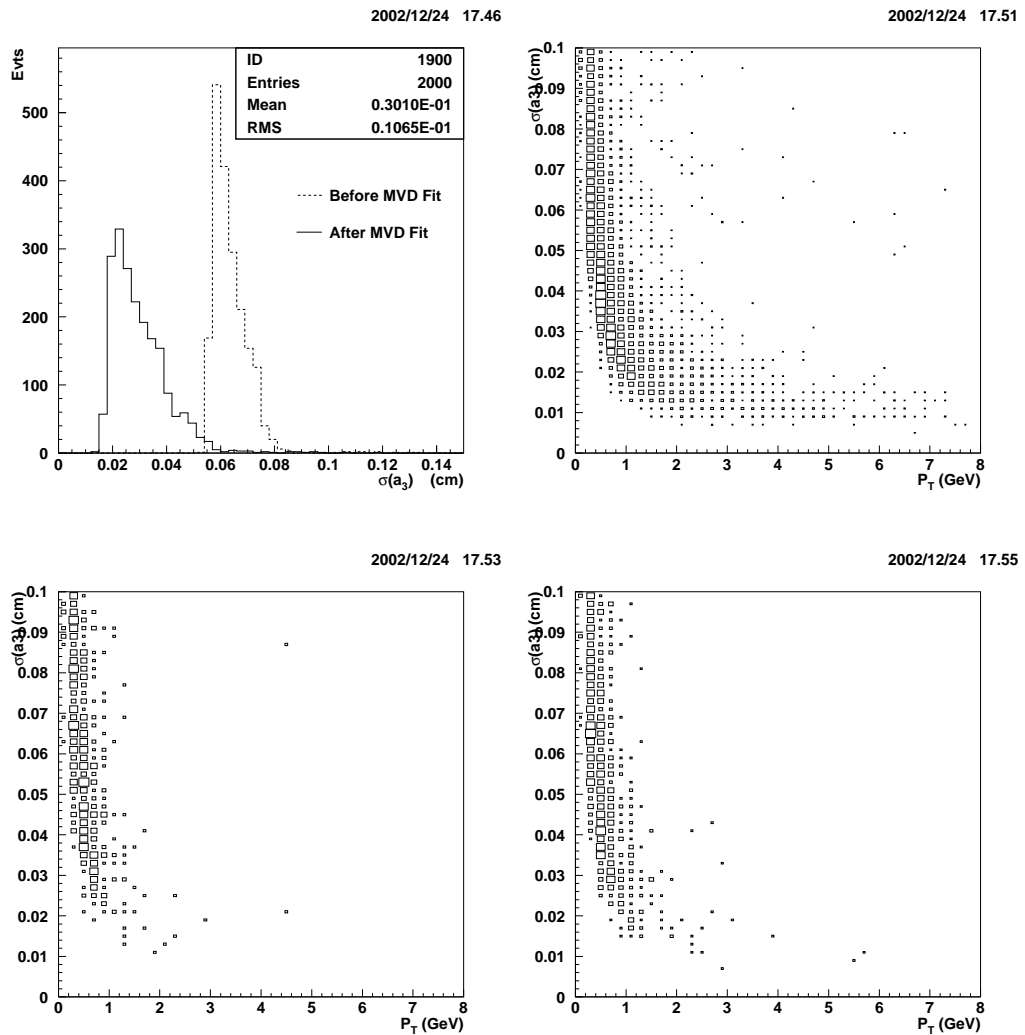 2002/12/24 17.46
Evts
ID 1900
Entries 2000
Mean 0.3010E-01
RMS 0.1065E-01
Before MVD Fit
After MVD Fit
500
400
300
200
100
0
0 0.02 0.04 0.06 0.08 0.1 0.12 0.14
σ(a3) (cm)
2002/12/24 17.51
σ(a3) (cm)
0.1
0.09
0.08
0.07
0.06
0.05
0.04
0.03
0.02
0.01
0
0 1 2 3 4 5 6 7 8
PT (GeV)
2002/12/24 17.53
σ(a3) (cm)
0.1
0.09
0.08
0.07
0.06
0.05
0.04
0.03
0.02
0.01
0
0 1 2 3 4 5 6 7 8
PT (GeV)
2002/12/24 17.55
σ(a3) (cm)
0.1
0.09
0.08
0.07
0.06
0.05
0.04
0.03
0.02
0.01
0
0 1 2 3 4 5 6 7 8
PT (GeV)